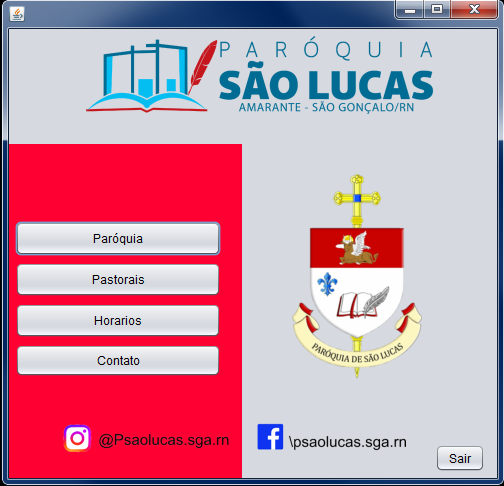 PARÓQUIA
SÃO LUCAS
AMARANTE - SÃO GONÇALO/RN
Paróquia
Pastorais
Horarios
Contato
PARÓQUIA DE SÃO LUCAS
@Psaolucas.sga.rn
\psaolucas.sga.rn
Sair